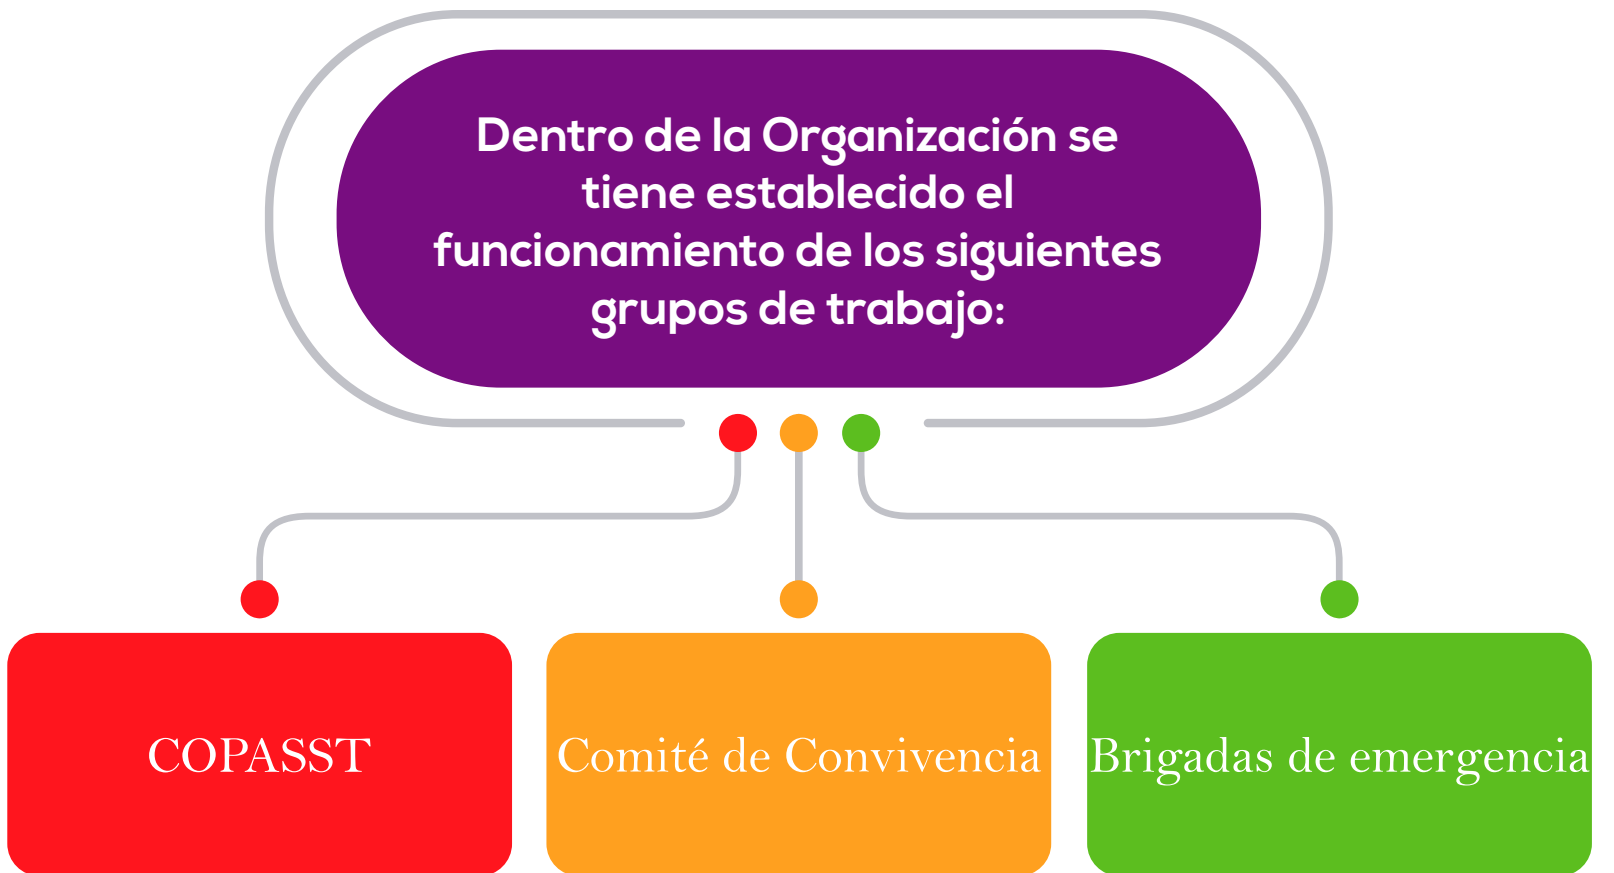 Dentro de la Organización se
tiene establecido el
funcionamiento de los siguientes
grupos de trabajo:
COPASST
Comité de Convivencia
Brigadas de emergencia